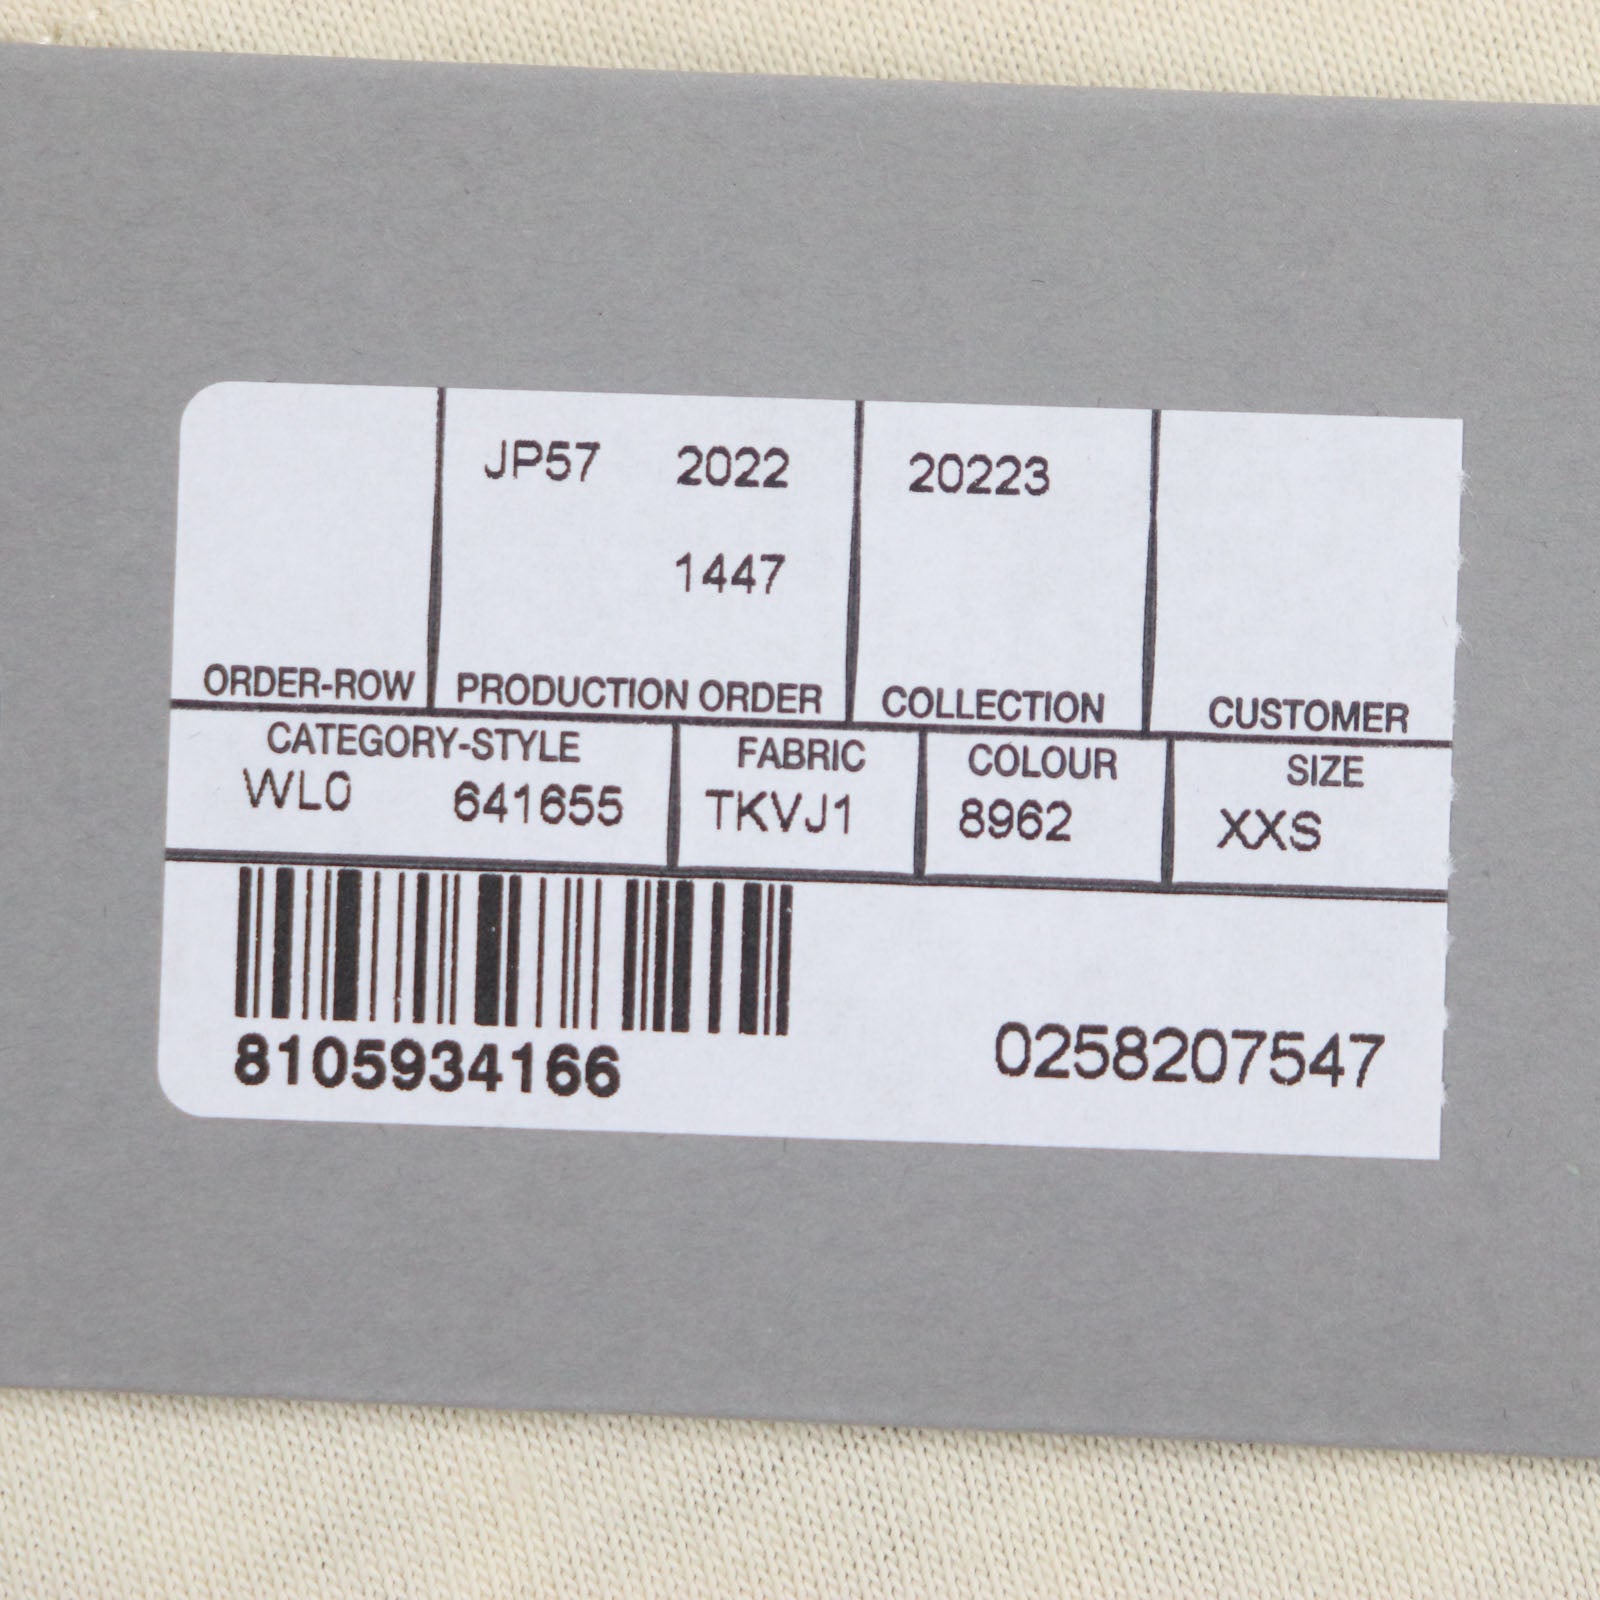 JP57 2022 20223
1447
ORDER-ROW PRODUCTION ORDER COLLECTION CUSTOMER
CATEGORY-STYLE FABRIC COLOUR SIZE
WL0 641655 TKVJ1 8962 XXS
8105934166 0258207547